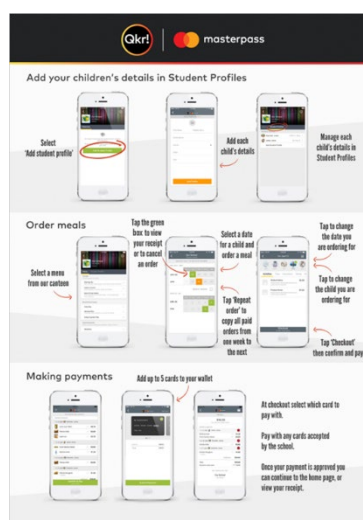 Qkr!
masterpass
Add your children's details in Student Profiles
Select
'Add student profile'
Add each
child's details
Manage each
child's details in
Student Profiles
Order meals
Select a menu
from our canteen
Tap the green
box to view
your receipt
or to cancel
an order
Select a date
for a child and
order a meal
Tap 'Repeat
order' to
copy all paid
orders from
one week to
the next
Tap to change
the date you
are ordering for
Tap to change
the child you are
ordering for
Tap 'Checkout'
then confirm and pay
Making payments
Add up to 5 cards to your wallet
At checkout select which card to
pay with.
Pay with any cards accepted
by the school.
Once your payment is approved you
can continue to the home page, or
view your receipt.